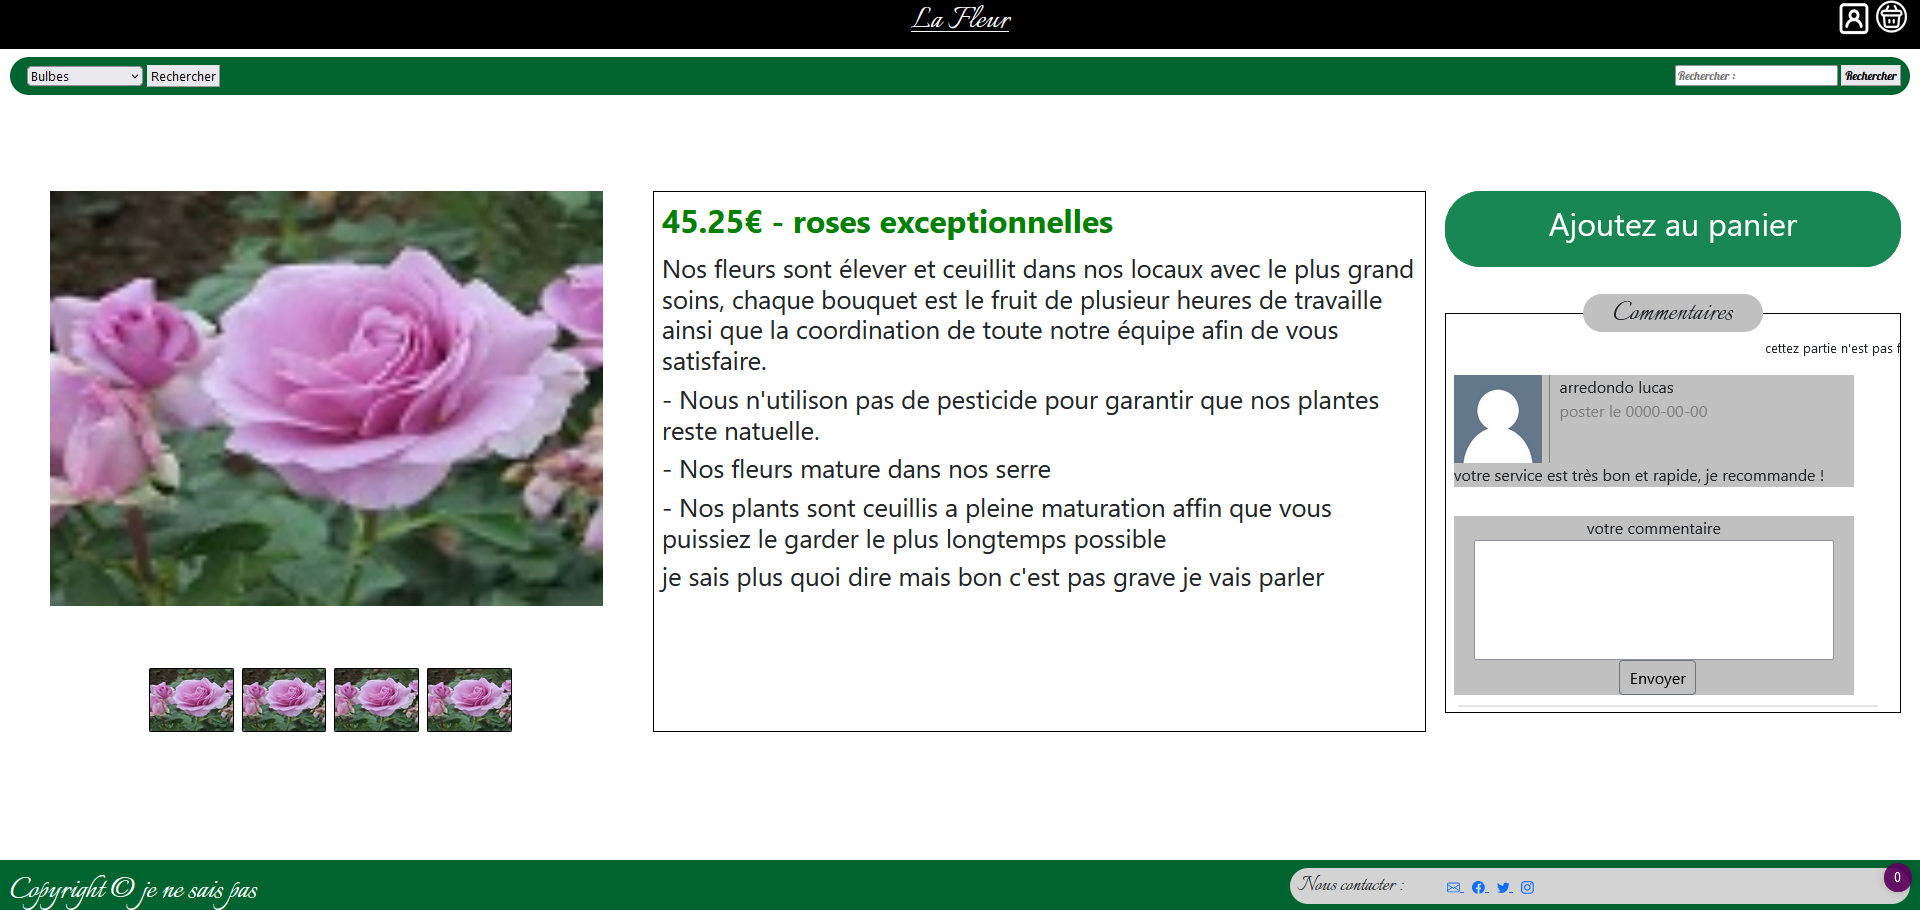 La Fleur
Bulbes
Rechercher
Rechercher :
Rechercher
45.25€ - roses exceptionnelles
Nos fleurs sont élever et ceuillit dans nos locaux avec le plus grand
soins, chaque bouquet est le fruit de plusieur heures de travaille
ainsi que la coordination de toute notre équipe afin de vous
satisfaire.
- Nous n'utilison pas de pesticide pour garantir que nos plantes
reste natuelle.
- Nos fleurs mature dans nos serre
- Nos plants sont ceuillis a pleine maturation affin que vous
puissiez le garder le plus longtemps possible
je sais plus quoi dire mais bon c'est pas grave je vais parler
Ajoutez au panier
Commentaires
cettez partie n'est pas f
arredondo lucas
poster le 0000-00-00
votre service est très bon et rapide, je recommande !
votre commentaire
Envoyer
Copyright © je ne sais pas
Nous contacter :
0